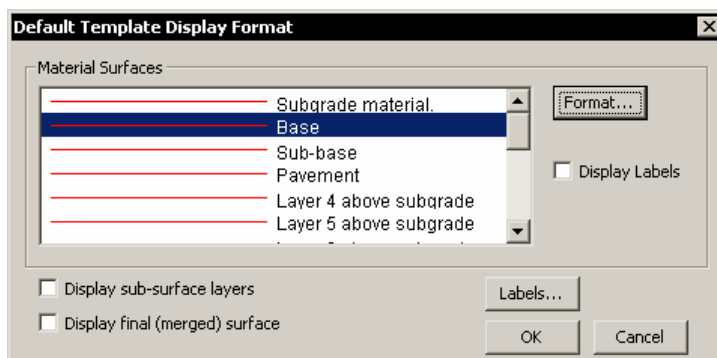 Default Template Display Format
Material Surfaces
Subgrade material.
Base
Sub-base
Pavement
Layer 4 above subgrade
Layer 5 above subgrade
Format...
Display Labels
Display sub-surface layers
Display final (merged) surface
Labels...
OK
Cancel